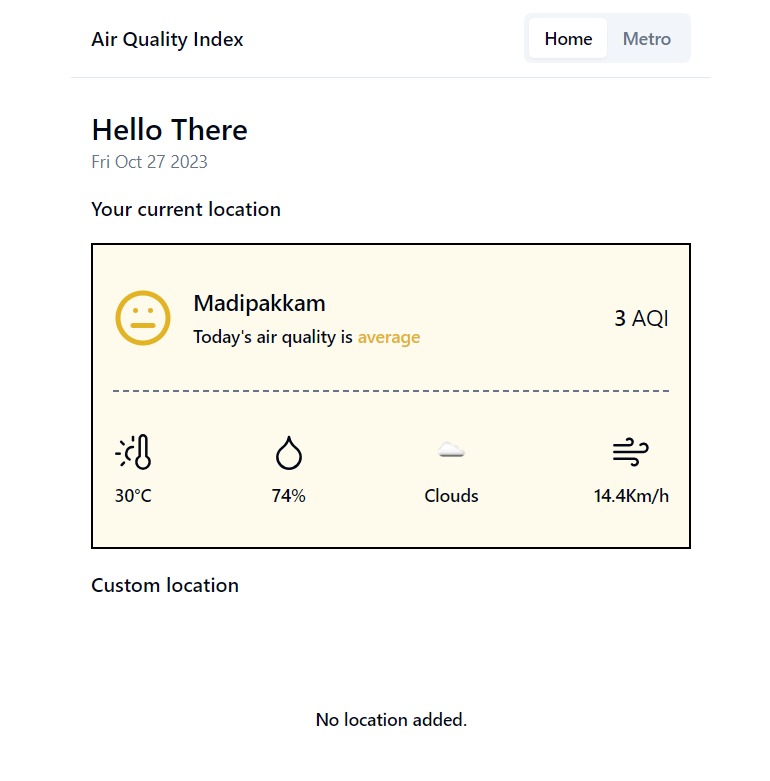 Air Quality Index
Home Metro
Hello There
Fri Oct 27 2023
Your current location
Madipakkam
Today's air quality is average
3 AQI
30°C
74%
Clouds
14.4Km/h
Custom location
No location added.